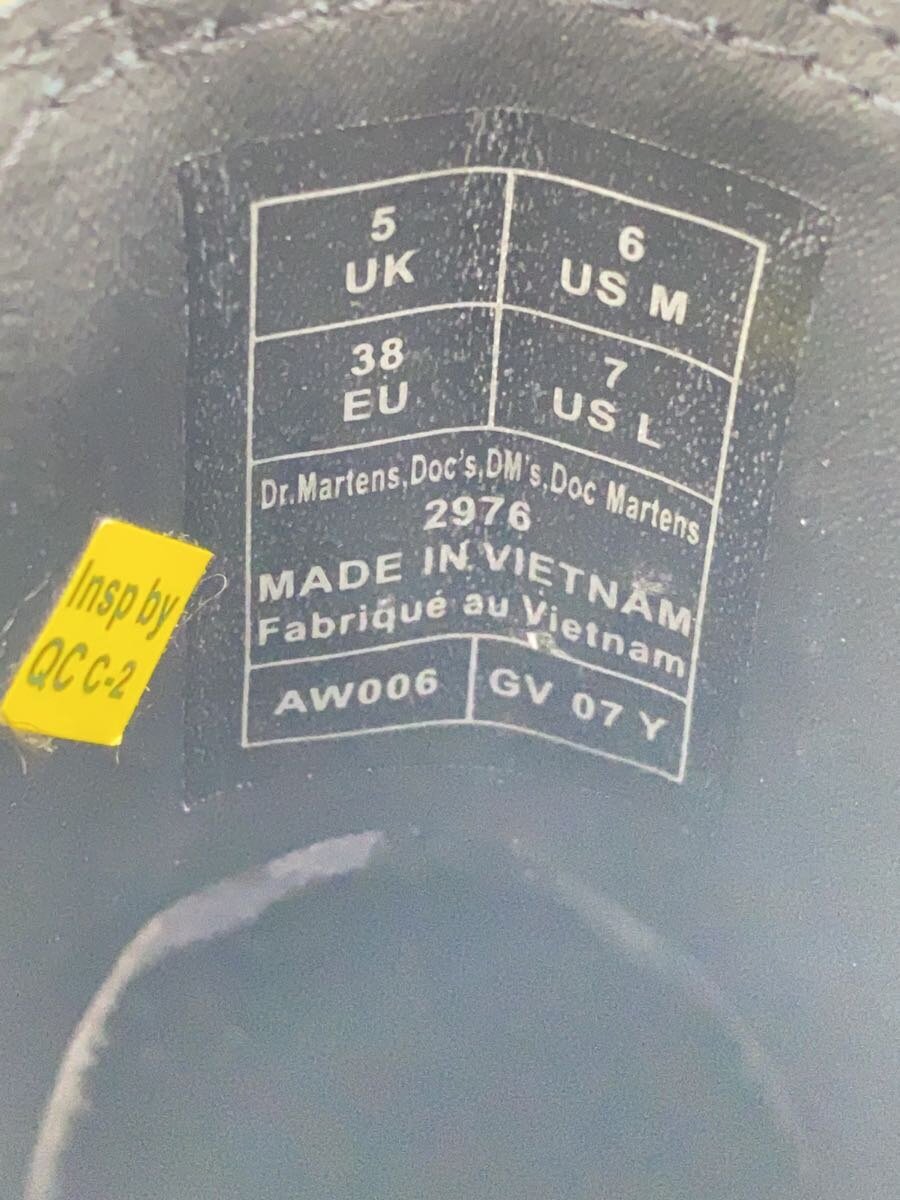 5
UK
6
US M
38
EU
7
US L
Dr.Martens,Doc's,DM's,Doc Martens
2976
MADE IN VIETNAM
Fabriqué au Vietnam
AW006
GV 07 Y
Insp by
QC C-2